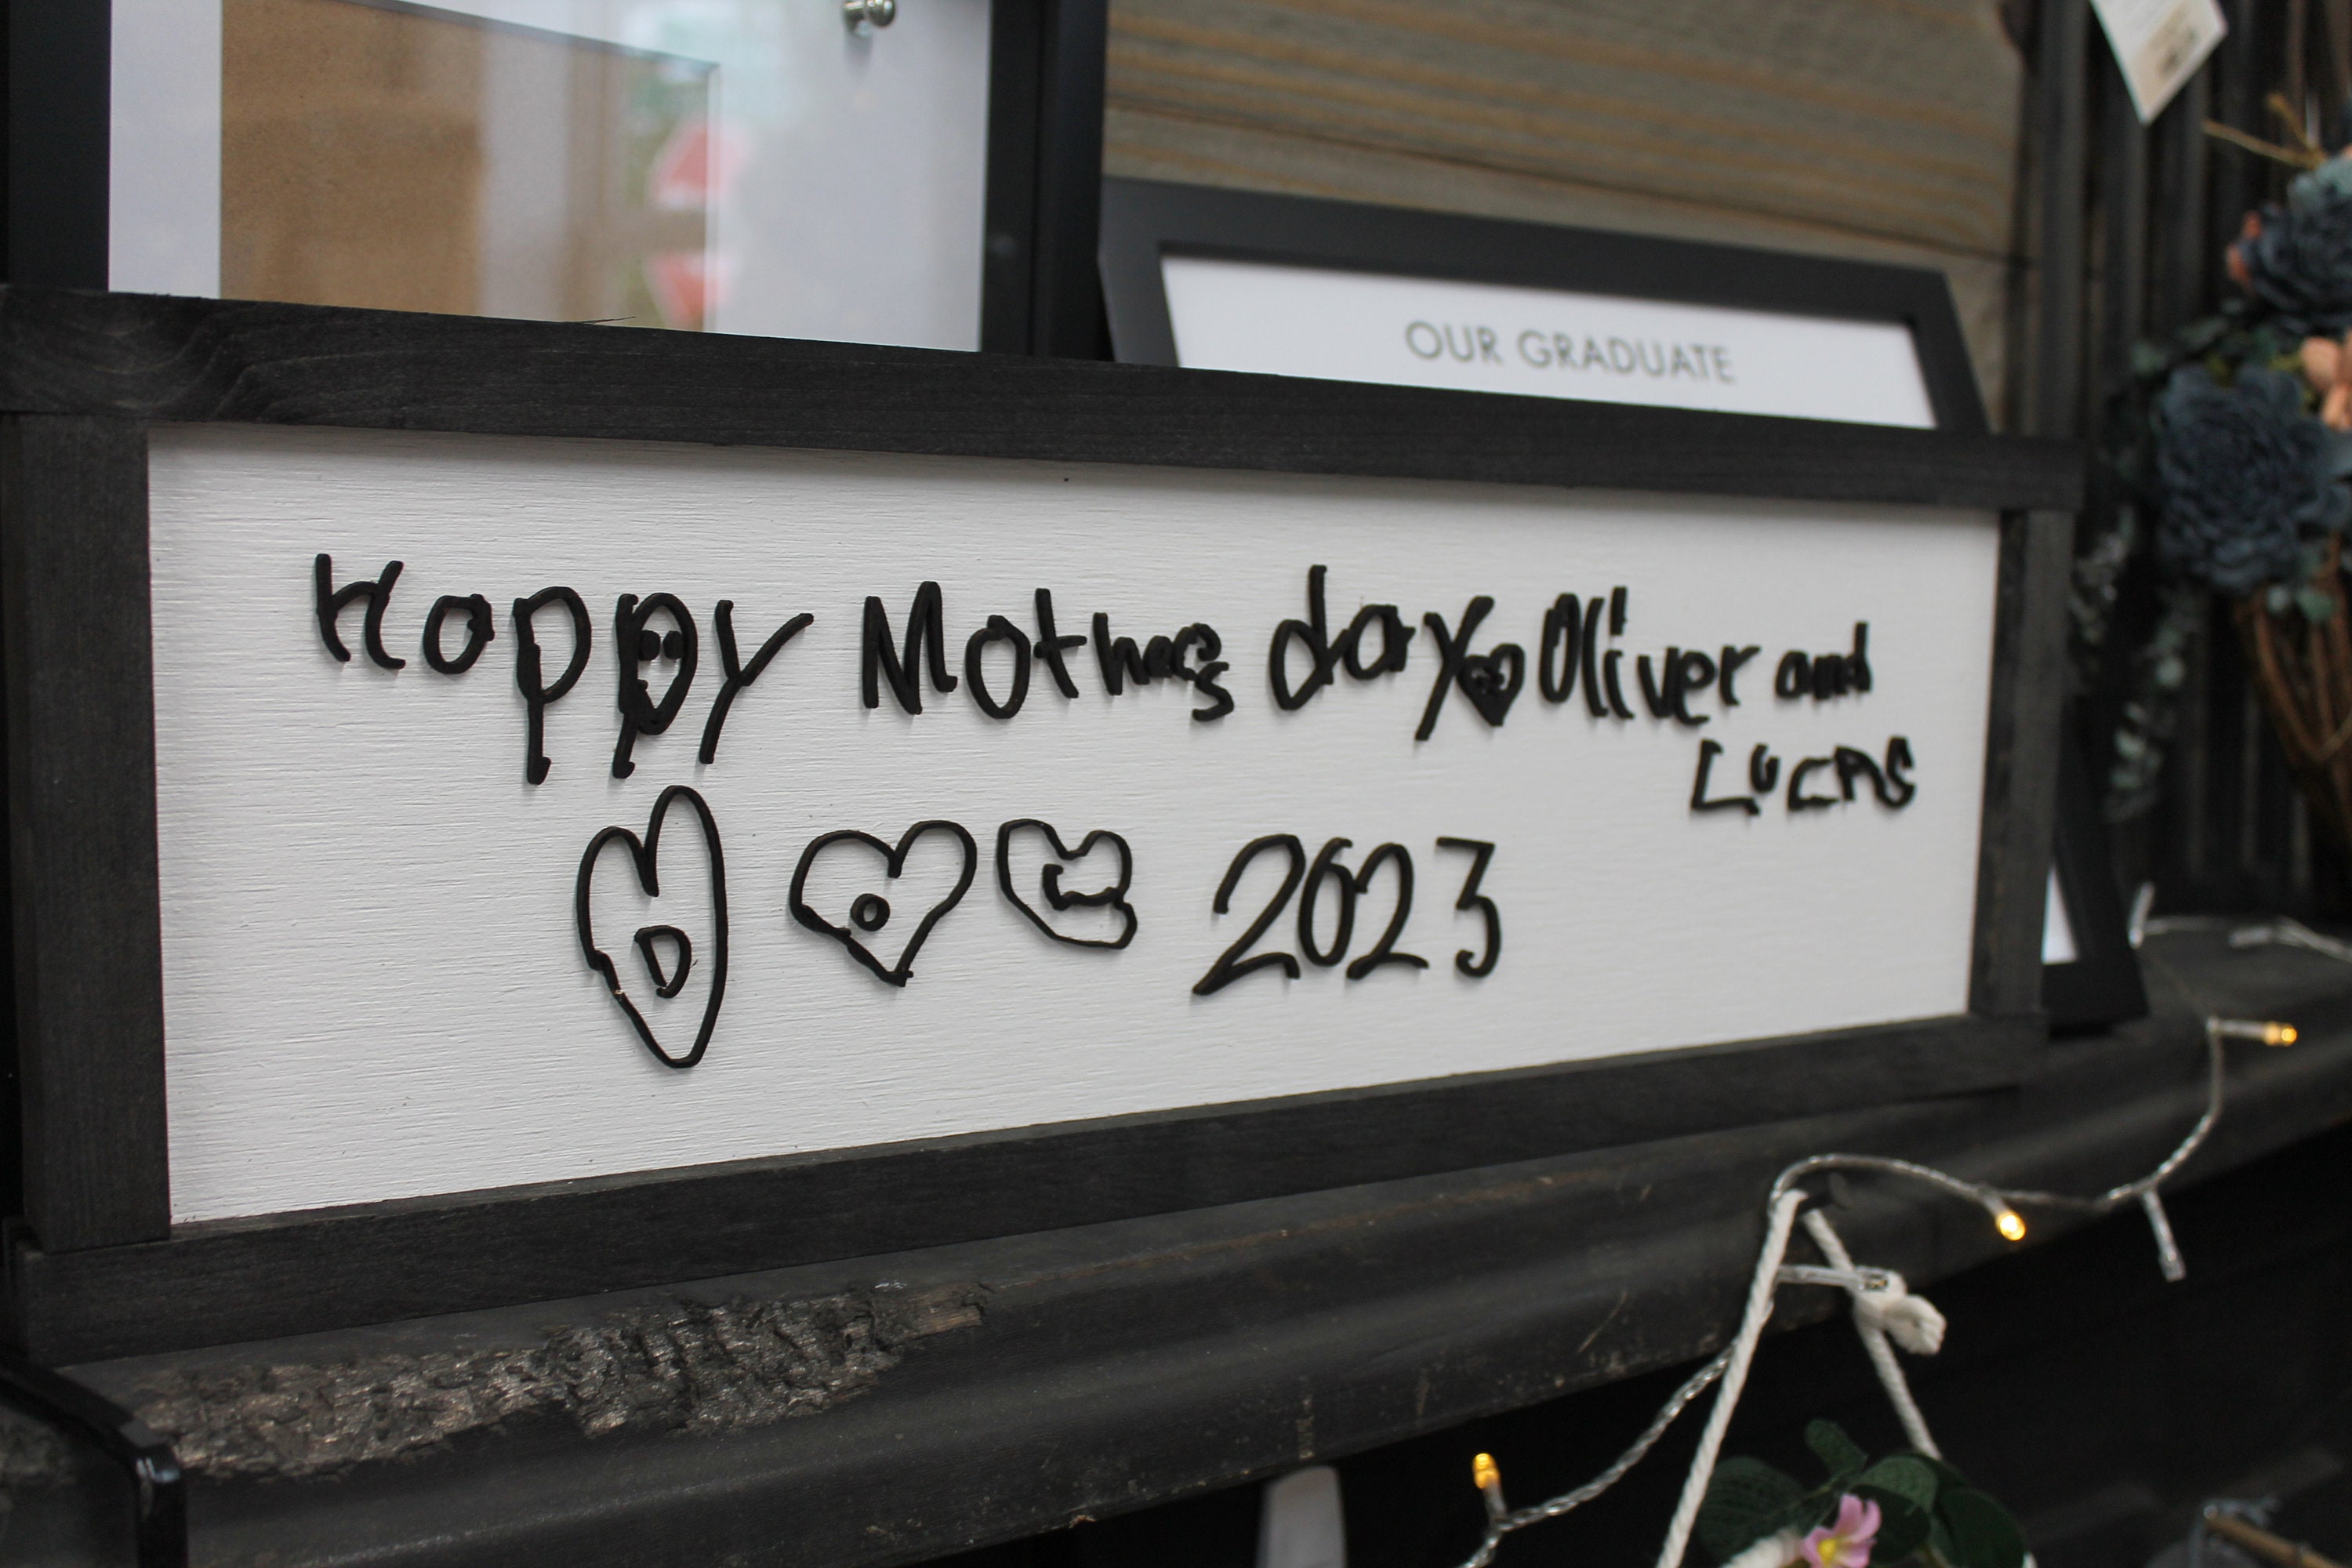 OUR GRADUATE
Happy Mothers day Oliver and
LUCAS
D O L 2023